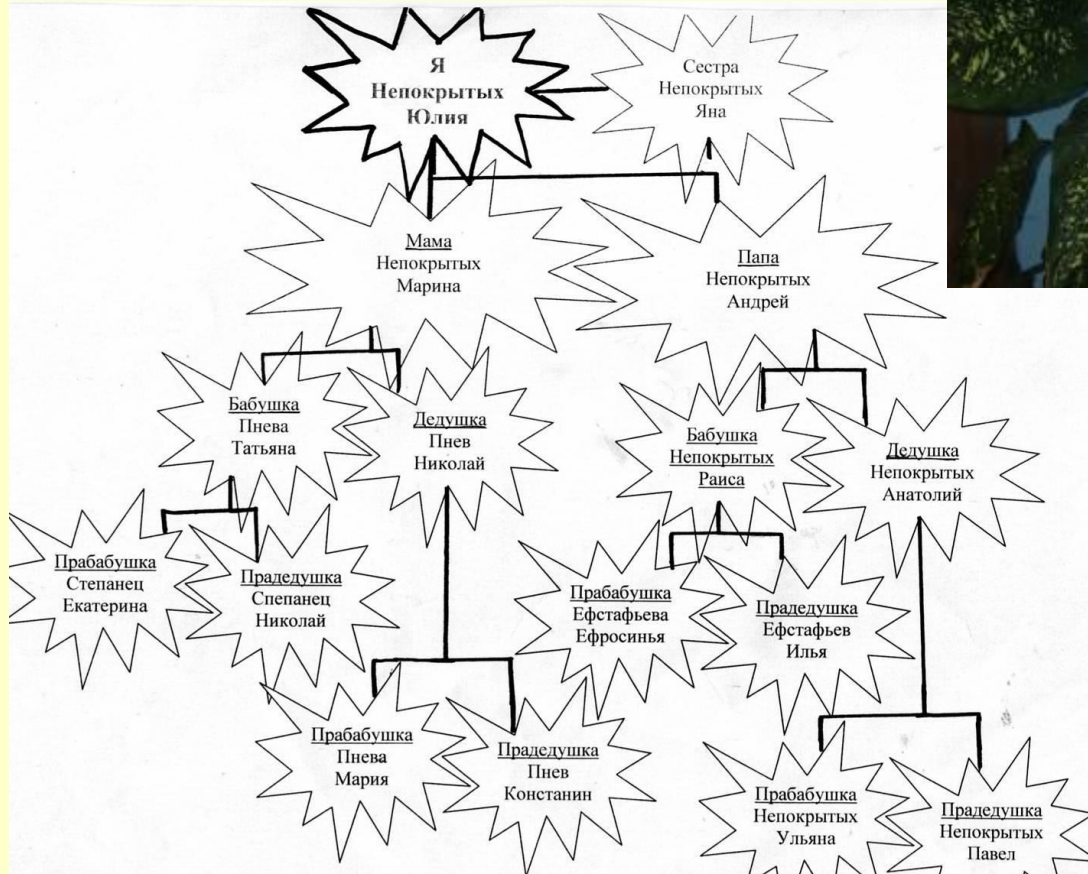 Я
Непокрытых
Юлия
Сестра
Непокрытых
Яна
Мама
Непокрытых
Марина
Папа
Непокрытых
Андрей
Бабушка
Пнева
Татьяна
Дедушка
Пнев
Николай
Бабушка
Непокрытых
Раиса
Дедушка
Непокрытых
Анатолий
Прабабушка
Степанец
Екатерина
Прадедушка
Спепанец
Николай
Прабабушка
Ефстафьева
Ефросинья
Прадедушка
Ефстафьев
Илья
Прабабушка
Пнева
Мария
Прадедушка
Пнев
Констанин
Прабабушка
Непокрытых
Ульяна
Прадедушка
Непокрытых
Павел